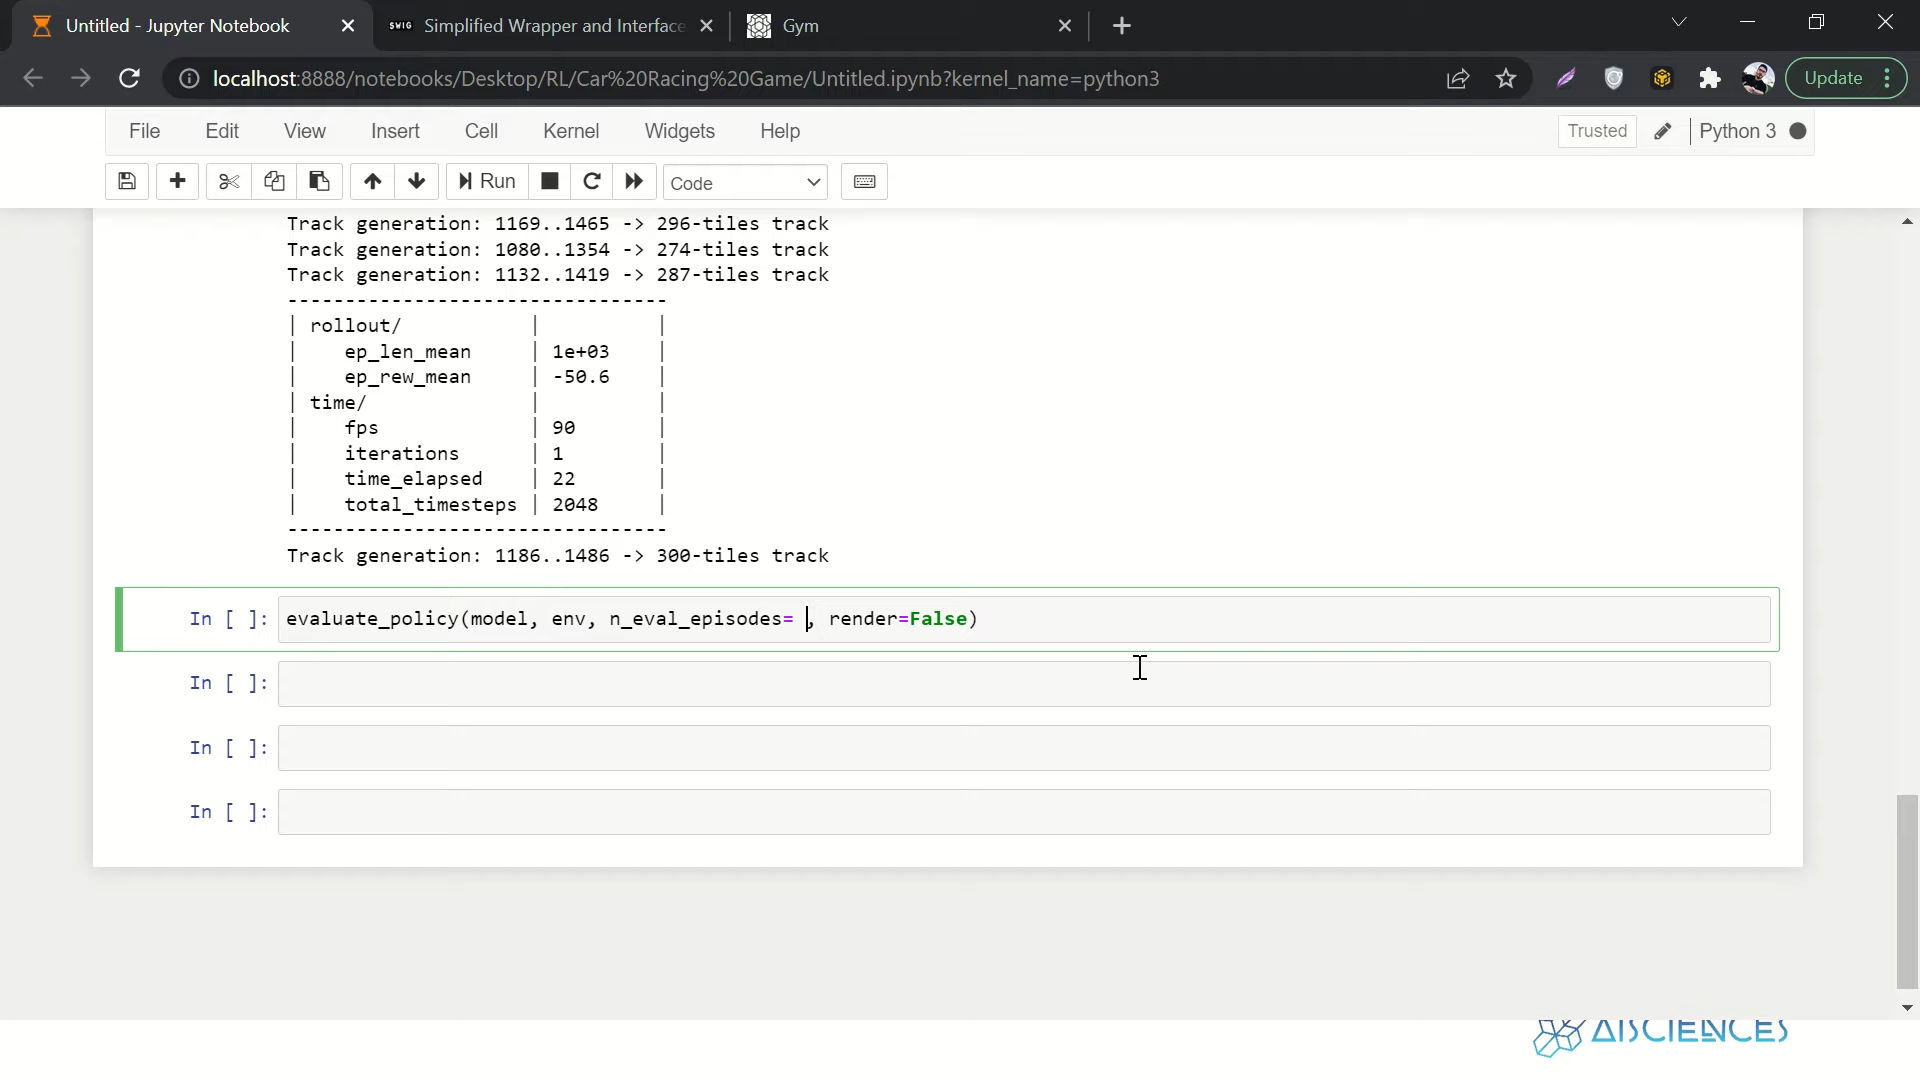 Untitled - Jupyter Notebook
SWIG Simplified Wrapper and Interface
Gym
localhost:8888/notebooks/Desktop/RL/Car%20Racing%20Game/Untitled.ipynb?kernel_name=python3
Update
File Edit View Insert Cell Kernel Widgets Help
Trusted
Python 3
Run
Code
Track generation: 1169..1465 -> 296-tiles track
Track generation: 1080..1354 -> 274-tiles track
Track generation: 1132..1419 -> 287-tiles track
---------------------------------
| rollout/ | |
| ep_len_mean | 1e+03 |
| ep_rew_mean | -50.6 |
| time/ | |
| fps | 90 |
| iterations | 1 |
| time_elapsed | 22 |
| total_timesteps | 2048 |
---------------------------------
Track generation: 1186..1486 -> 300-tiles track
In [ ]: evaluate_policy(model, env, n_eval_episodes= , render=False)
In [ ]:
In [ ]:
In [ ]:
AISCIENCES